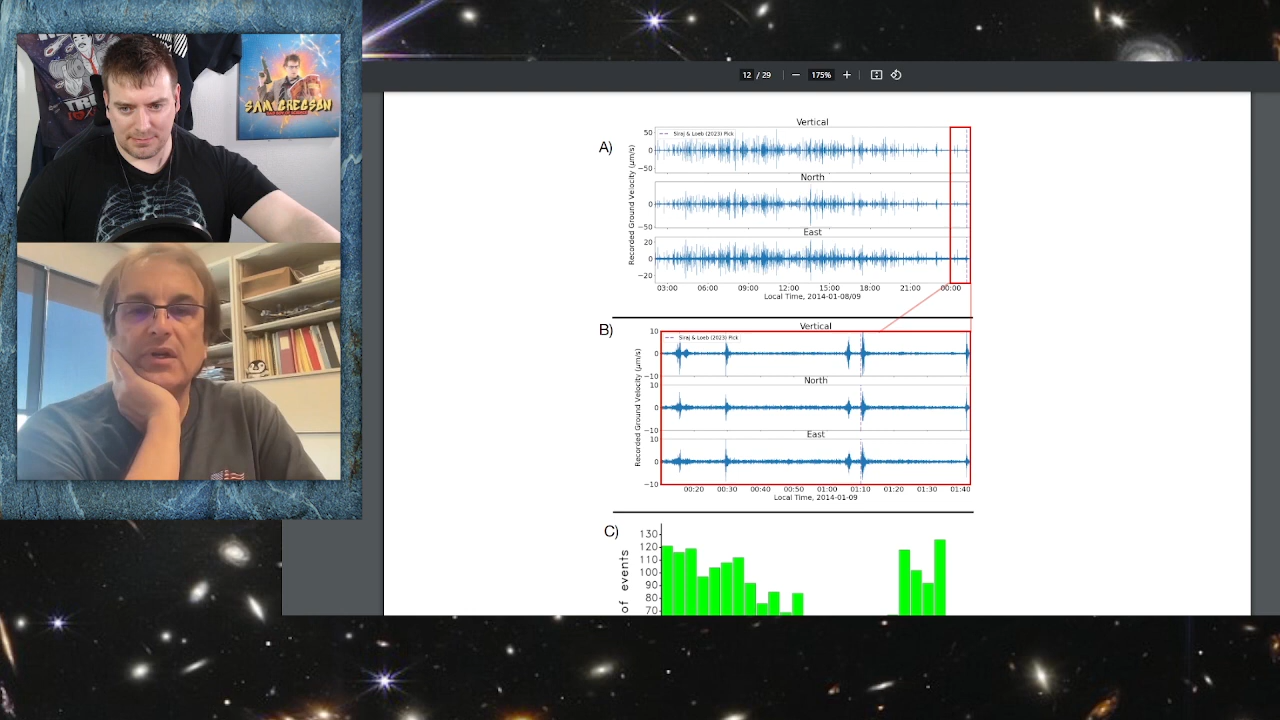 SAM GREGSON
12 / 29
175%
A)
Vertical
Siraj & Loeb (2023) Pick
50
0
−50
North
0
−50
East
20
0
−20
Recorded Ground Velocity (μm/s)
03:00 06:00 09:00 12:00 15:00 18:00 21:00 00:00
Local Time, 2014-01-08/09
B)
Vertical
Siraj & Loeb (2023) Pick
10
0
−10
North
10
0
−10
East
10
0
−10
Recorded Ground Velocity (μm/s)
00:20 00:30 00:40 00:50 01:00 01:10 01:20 01:30 01:40
Local Time, 2014-01-09
C)
130
120
110
100
90
80
70
of events